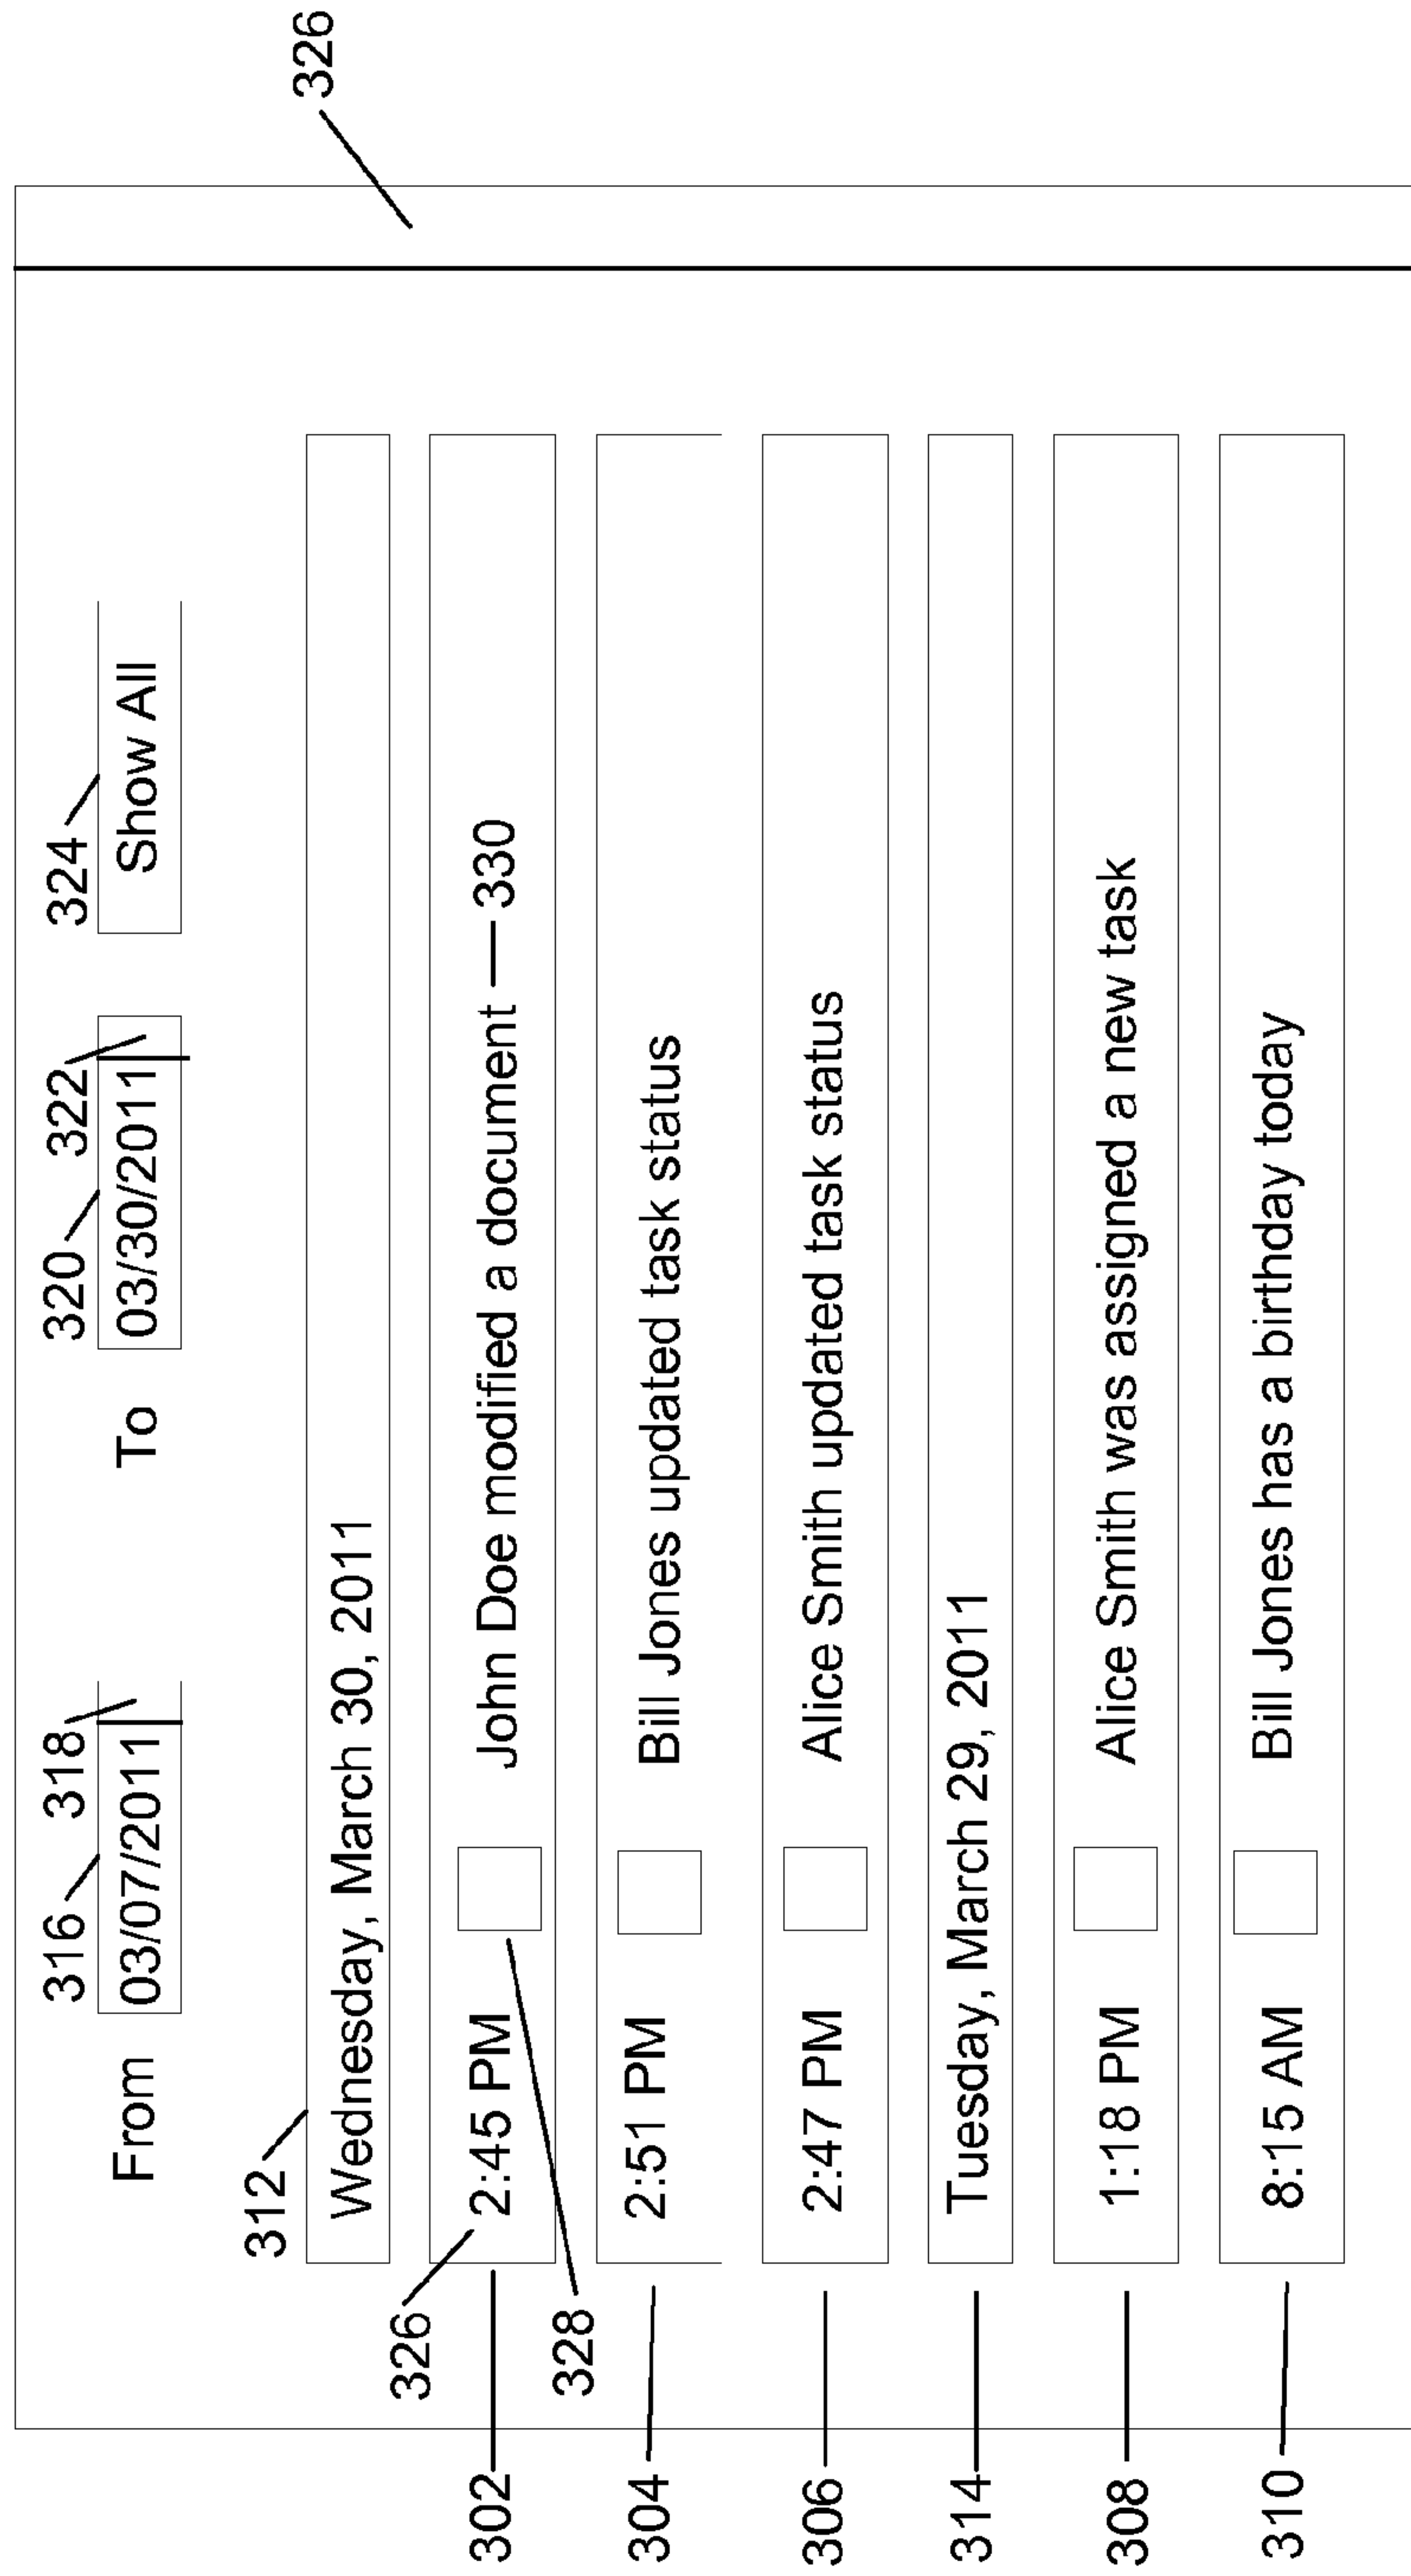 316 318 320 322 324
From 03/07/2011 To 03/30/2011 Show All
326
312
Wednesday, March 30, 2011
326
302 2:45 PM John Doe modified a document 330
328
304 2:51 PM Bill Jones updated task status
306 2:47 PM Alice Smith updated task status
314 Tuesday, March 29, 2011
308 1:18 PM Alice Smith was assigned a new task
310 8:15 AM Bill Jones has a birthday today